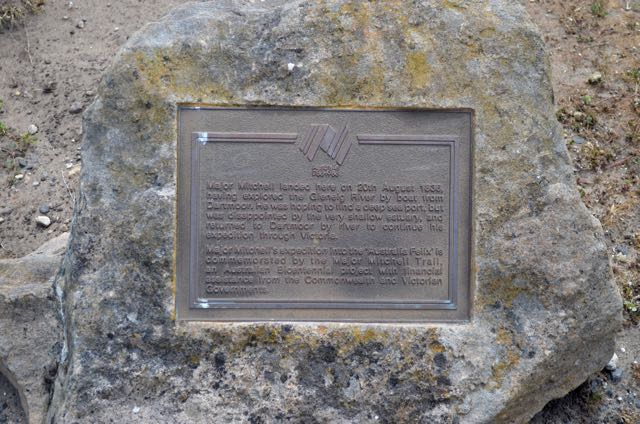 Major Mitchell landed here on 20th August 1836,
having explored the Glenelg River by boat from
Dartmoor. He was hoping to find a deep sea port, but
was disappointed by the very shallow estuary, and
returned to Dartmoor by river to continue his
expedition through Victoria.
Major Mitchell's expedition into the 'Australia Felix' is
commemorated by the Major Mitchell Trail,
an Australian Bicentennial project with financial
assistance from the Commonwealth and Victorian
Governments.